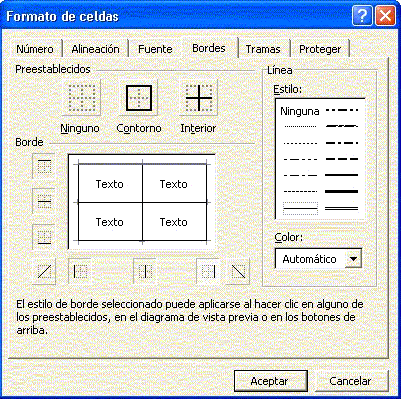 Formato de celdas
Número Alineación Fuente Bordes Tramas Proteger
Preestablecidos
Ninguno Contorno Interior
Borde
Texto Texto
Texto Texto
Línea
Estilo:
Ninguna
Color:
Automático
El estilo de borde seleccionado puede aplicarse al hacer clic en alguno de
los preestablecidos, en el diagrama de vista previa o en los botones de
arriba.
Aceptar Cancelar